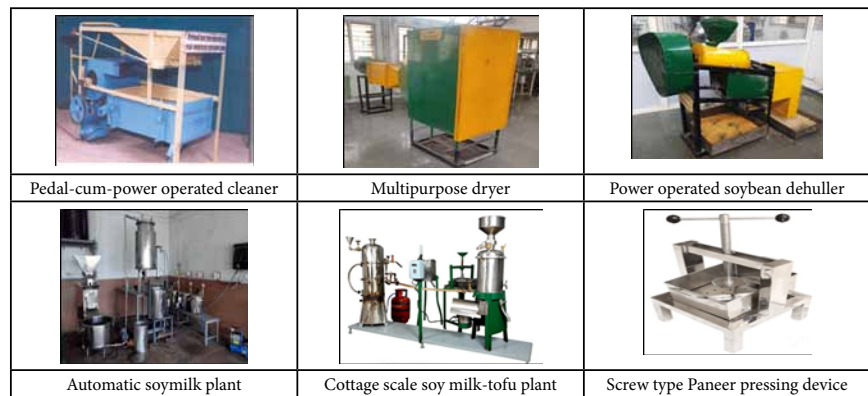 Pedal-cum-power operated cleaner
Multipurpose dryer
Power operated soybean dehuller
Automatic soymilk plant
Cottage scale soy milk-tofu plant
Screw type Paneer pressing device